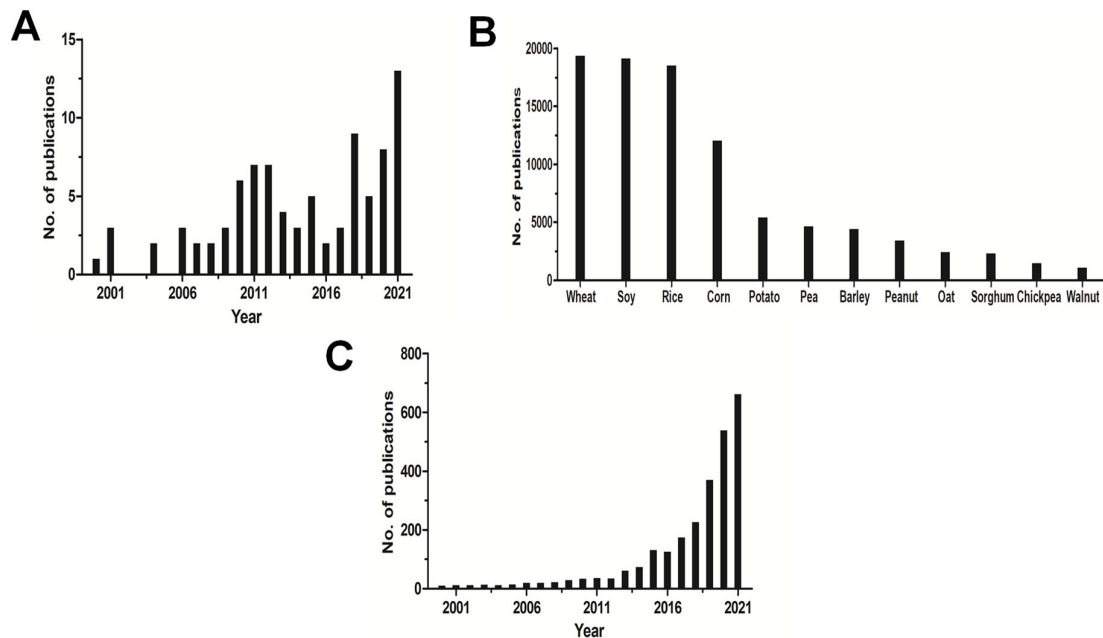 A
No. of publications
15
10
5
0
2001 2006 2011 2016 2021
Year
B
No. of publications
20000
15000
10000
5000
0
Wheat Soy Rice Corn Potato Pea Barley Peanut Oat Sorghum Chickpea Walnut
C
No. of publications
800
600
400
200
0
2001 2006 2011 2016 2021
Year